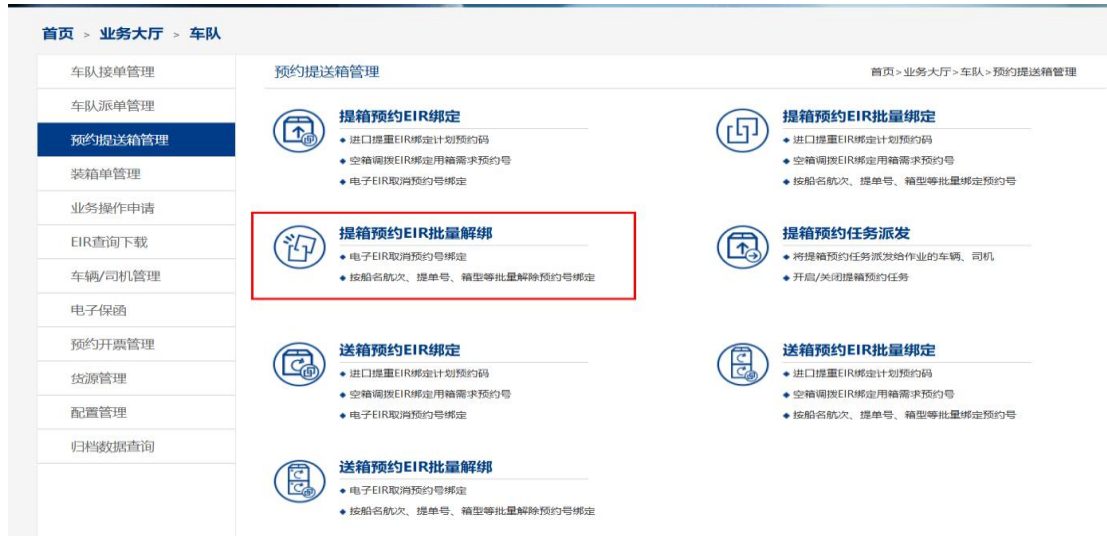 首页 > 业务大厅 > 车队
车队接单管理
车队派单管理
预约提送箱管理
装箱单管理
业务操作申请
EIR查询下载
车辆/司机管理
电子保函
预约开票管理
货源管理
配置管理
归档数据查询
预约提送箱管理
首页>业务大厅>车队>预约提送箱管理
提箱预约EIR绑定
进口提重EIR绑定计划预约码
空箱调拨EIR绑定用箱需求预约号
电子EIR取消预约号绑定
提箱预约EIR批量绑定
进口提重EIR绑定计划预约码
空箱调拨EIR绑定用箱需求预约号
按船名航次、提单号、箱型等批量绑定预约号
提箱预约EIR批量解绑
电子EIR取消预约号绑定
按船名航次、提单号、箱型等批量解除预约号绑定
提箱预约任务派发
将提箱预约任务派发给作业的车辆、司机
开启/关闭提箱预约任务
送箱预约EIR绑定
进口提重EIR绑定计划预约码
空箱调拨EIR绑定用箱需求预约号
电子EIR取消预约号绑定
送箱预约EIR批量绑定
进口提重EIR绑定计划预约码
空箱调拨EIR绑定用箱需求预约号
按船名航次、提单号、箱型等批量绑定预约号
送箱预约EIR批量解绑
电子EIR取消预约号绑定
按船名航次、提单号、箱型等批量解除预约号绑定